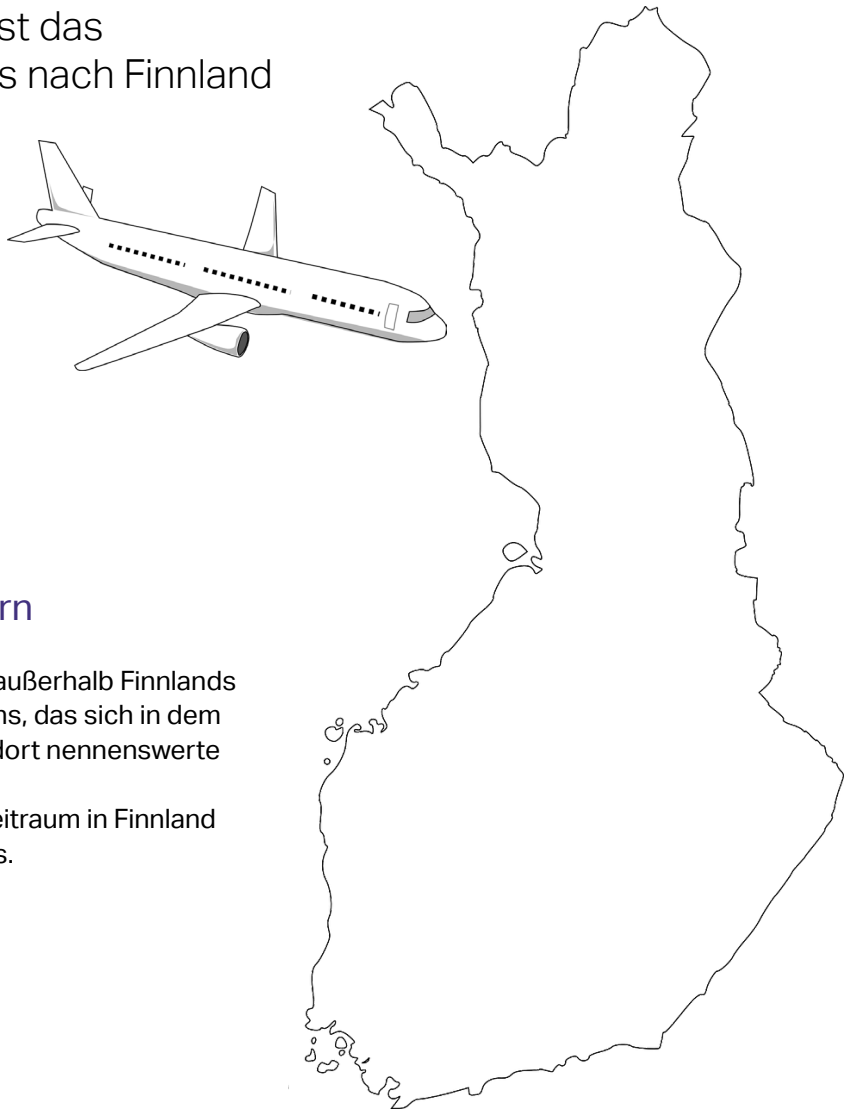 st das
s nach Finnland
rn
außerhalb Finnlands
ns, das sich in dem
dort nennenswerte
eitraum in Finnland
s.